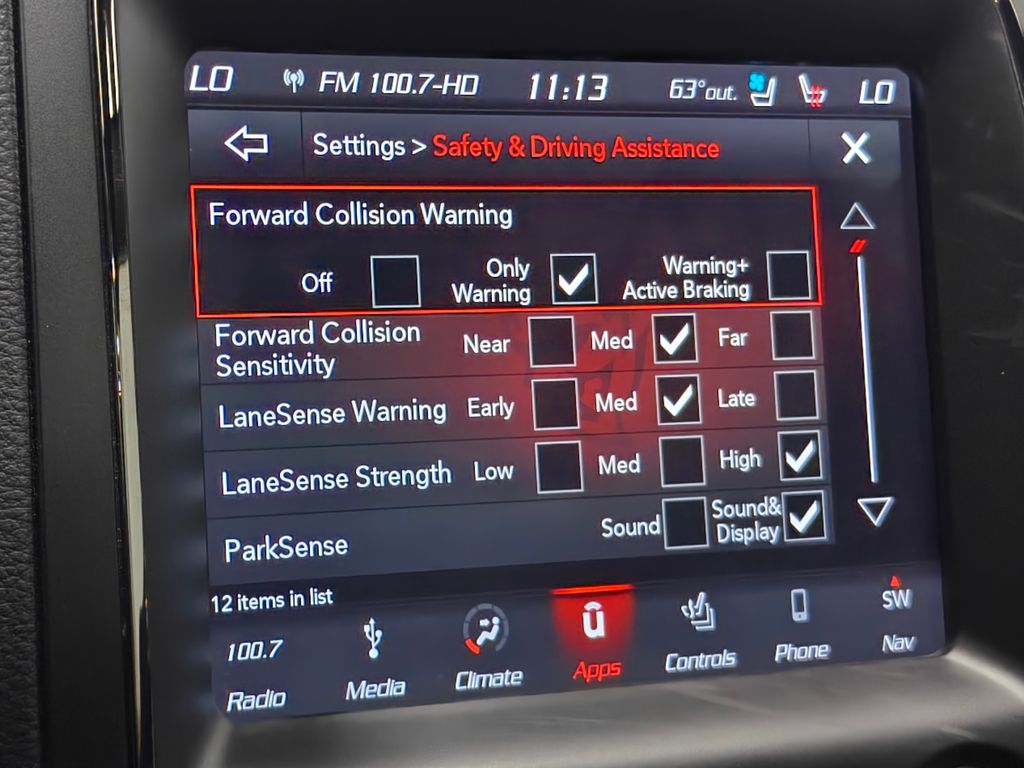 LO FM 100.7-HD 11:13 63° out. LO
Settings > Safety & Driving Assistance
Forward Collision Warning
Off Only Warning Warning+ Active Braking
Forward Collision Sensitivity Near Med Far
LaneSense Warning Early Med Late
LaneSense Strength Low Med High
ParkSense Sound Sound& Display
12 items in list
100.7 u SW
Radio Media Climate Apps Controls Phone Nav